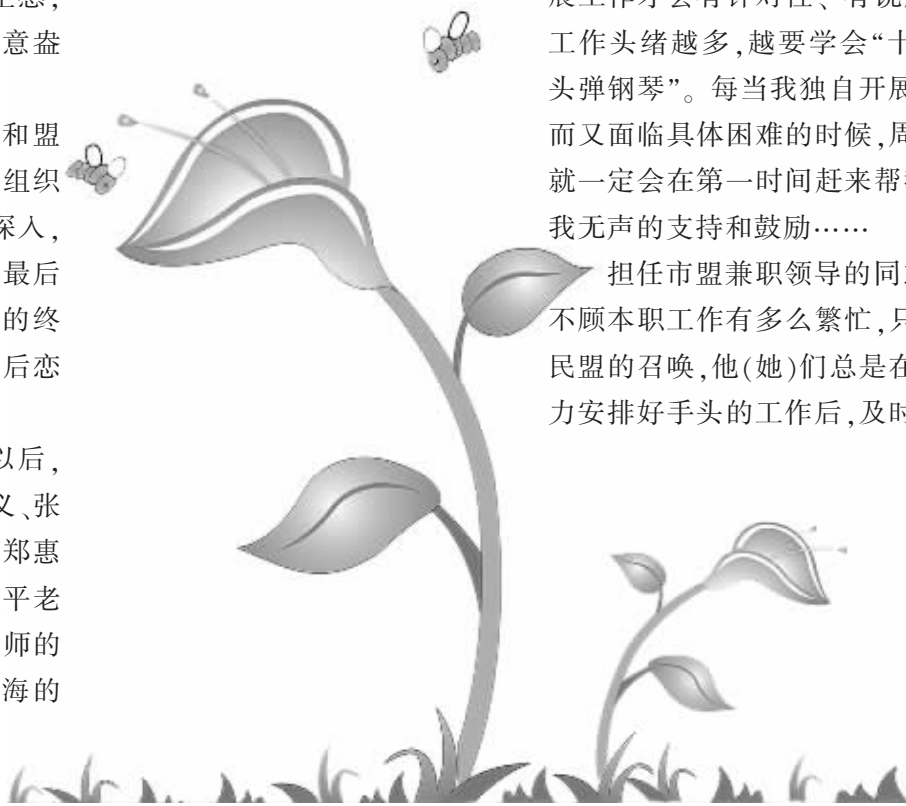 意盎
和盟
组织
深入,
最后
的终
后恋
以后,
义、张
郑惠
平老
师的
海的
工作头绪越多,越要学会“十
头弹钢琴”。每当我独自开展
而又面临具体困难的时候,周
就一定会在第一时间赶来帮
我无声的支持和鼓励……
担任市盟兼职领导的同
不顾本职工作有多么繁忙,只
民盟的召唤,他(她)们总是在
力安排好手头的工作后,及时